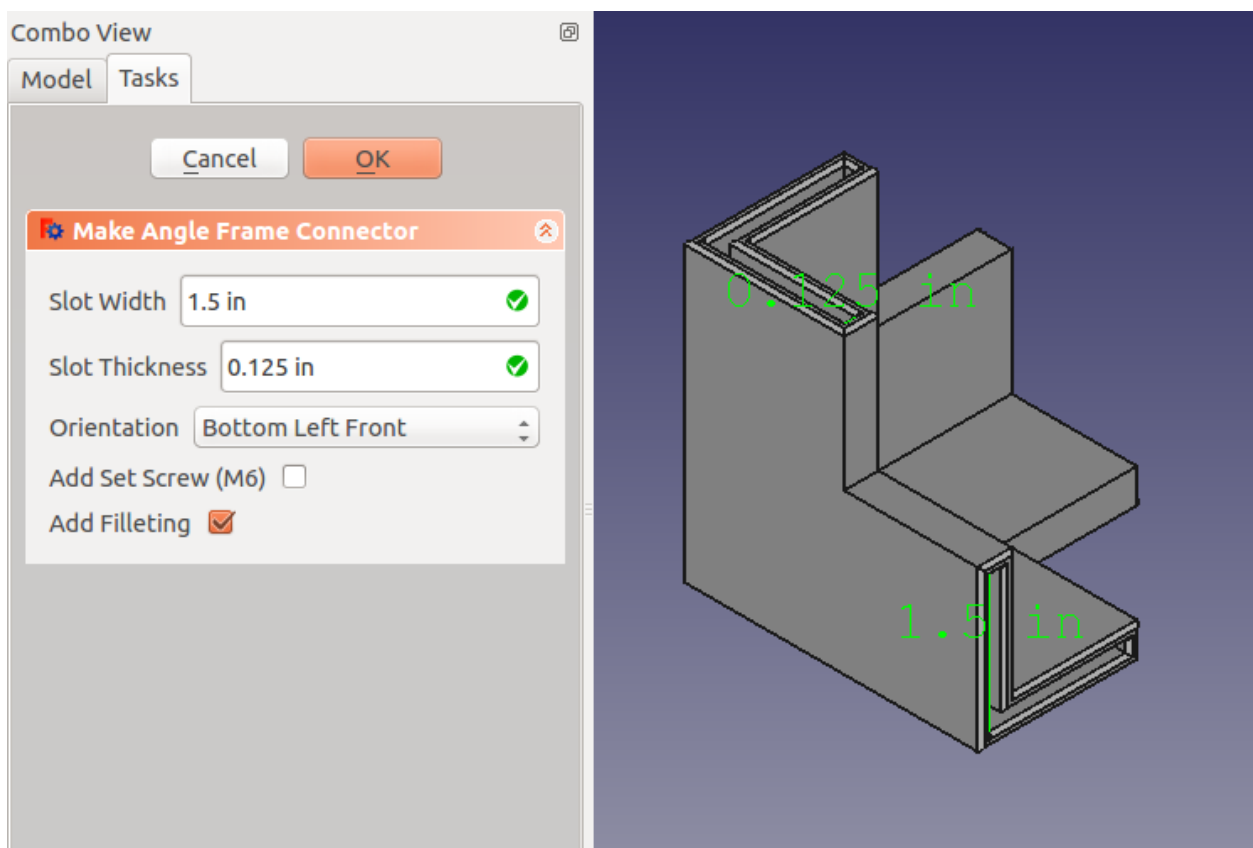 Combo View
Model Tasks
Cancel OK
Make Angle Frame Connector
Slot Width 1.5 in
Slot Thickness 0.125 in
Orientation Bottom Left Front
Add Set Screw (M6)
Add Filleting
0.125 in
1.5 in